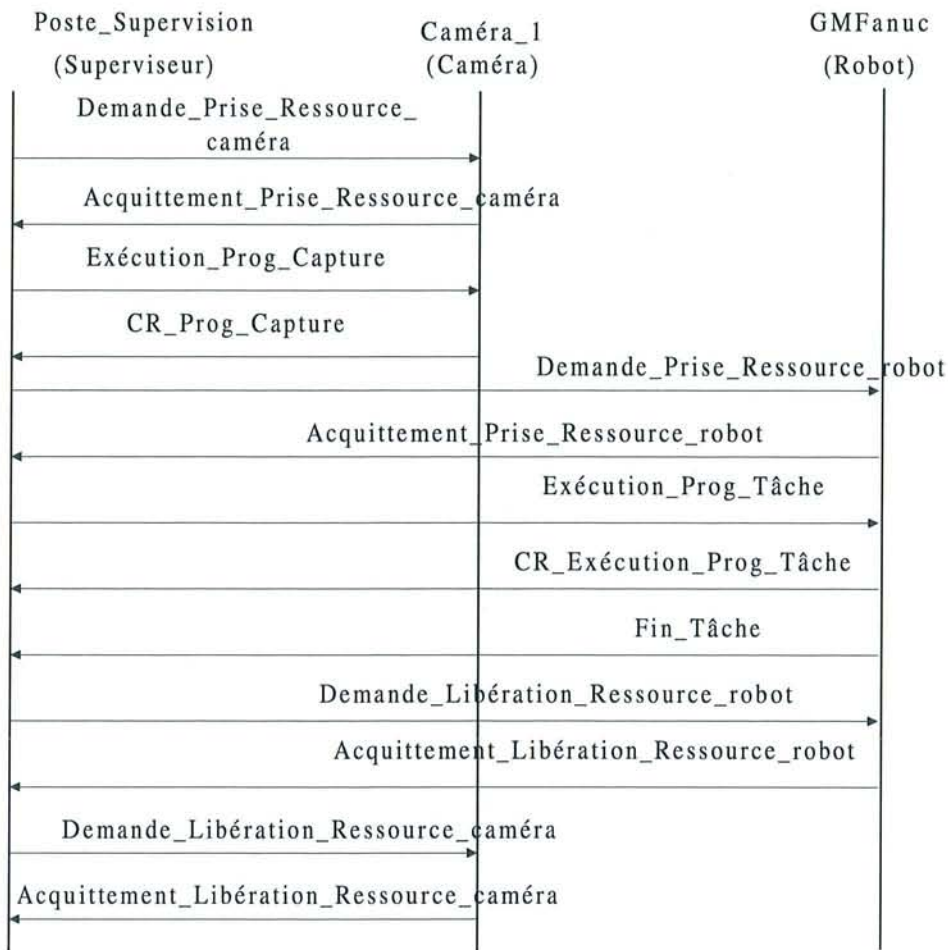 Poste_Supervision
(Superviseur)
Caméra_1
(Caméra)
GMFanuc
(Robot)
Demande_Prise_Ressource_
caméra
Acquittement_Prise_Ressource_caméra
Exécution_Prog_Capture
CR_Prog_Capture
Demande_Prise_Ressource_robot
Acquittement_Prise_Ressource_robot
Exécution_Prog_Tâche
CR_Exécution_Prog_Tâche
Fin_Tâche
Demande_Libération_Ressource_robot
Acquittement_Libération_Ressource_robot
Demande_Libération_Ressource_caméra
Acquittement_Libération_Ressource_caméra